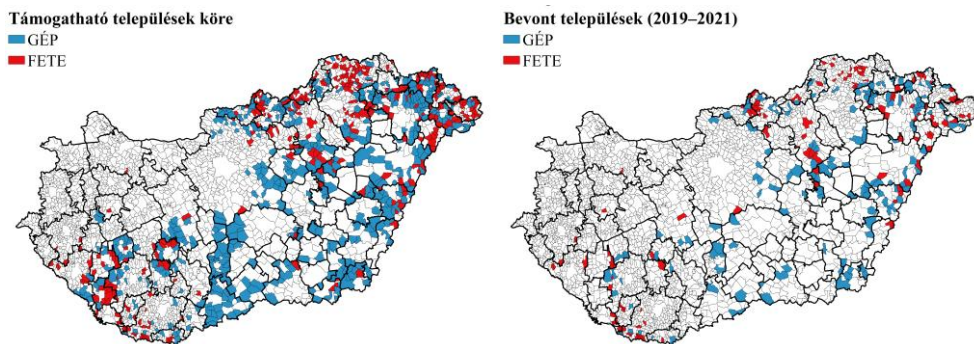 Támogatható települések köre
GÉP
FETE
Bevont települések (2019–2021)
GÉP
FETE